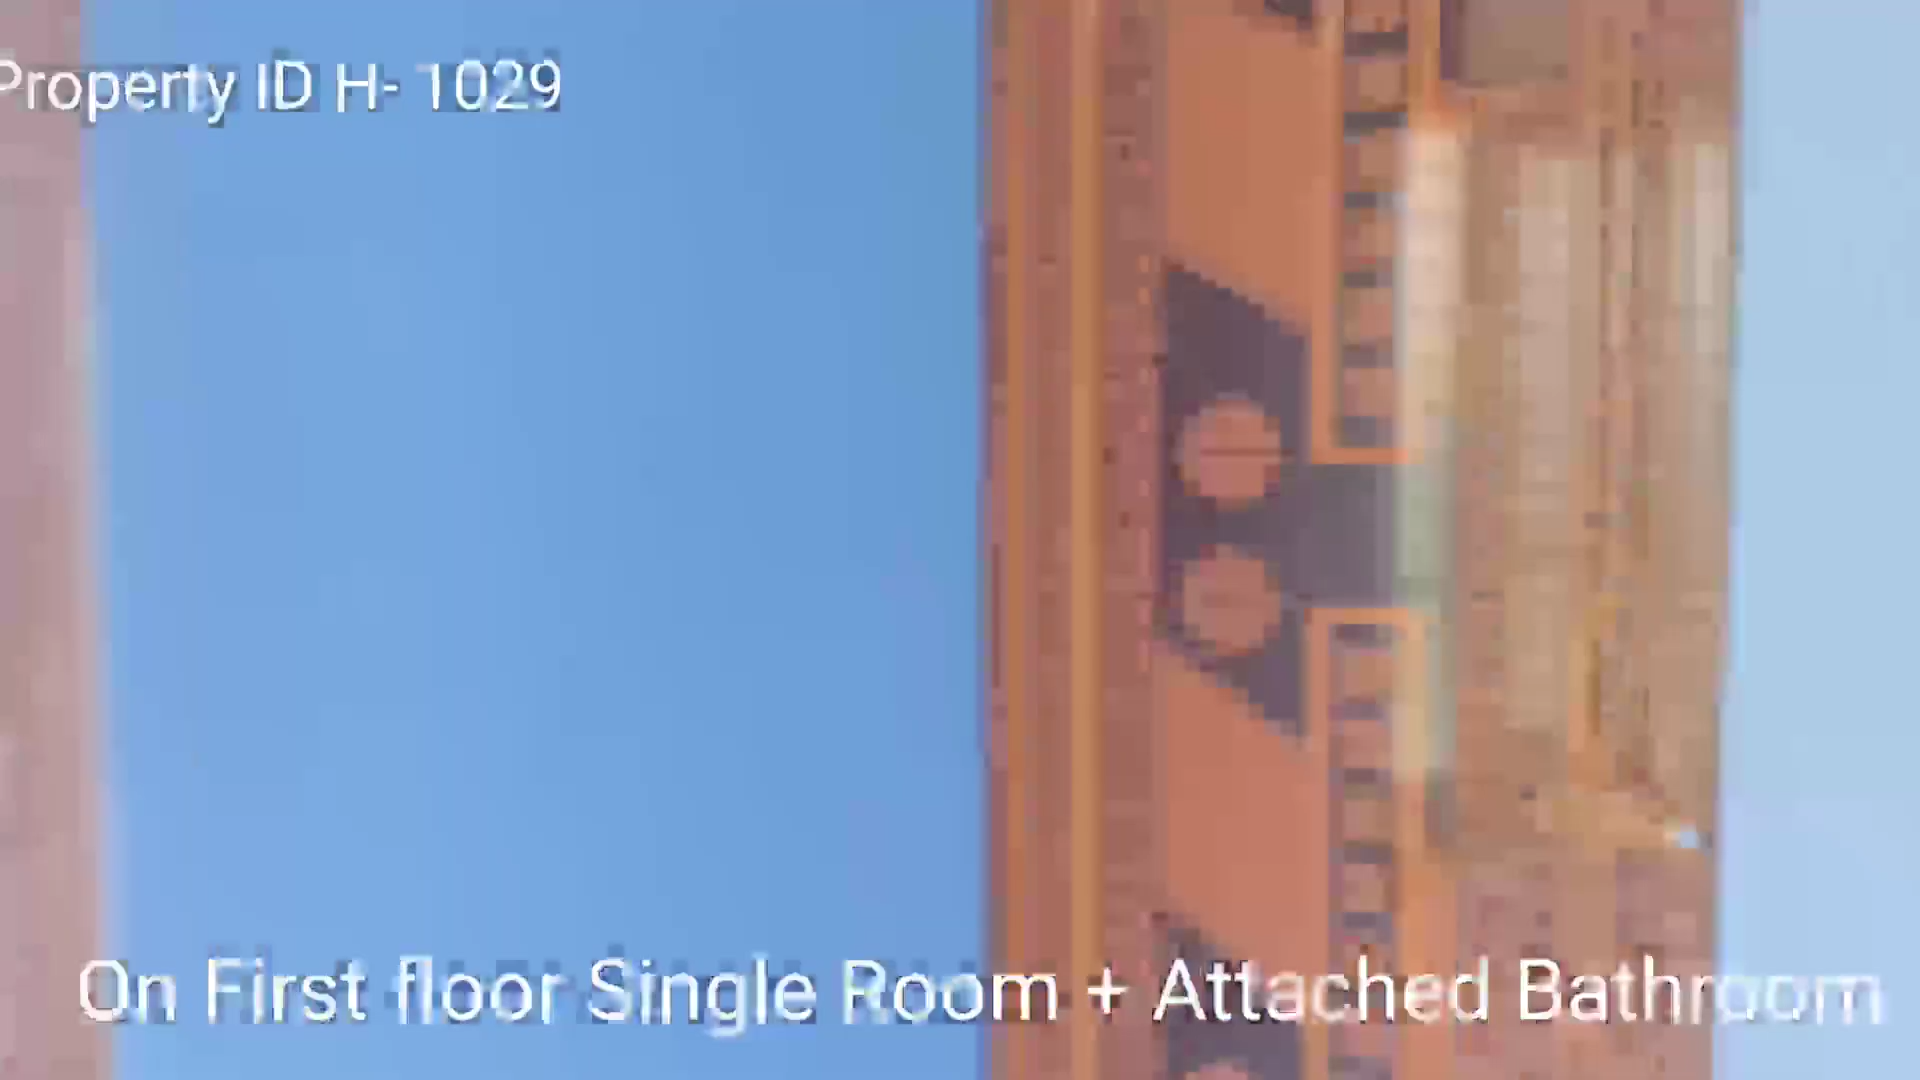 Property ID H- 1029
On First floor Single Room + Attached Bathroom